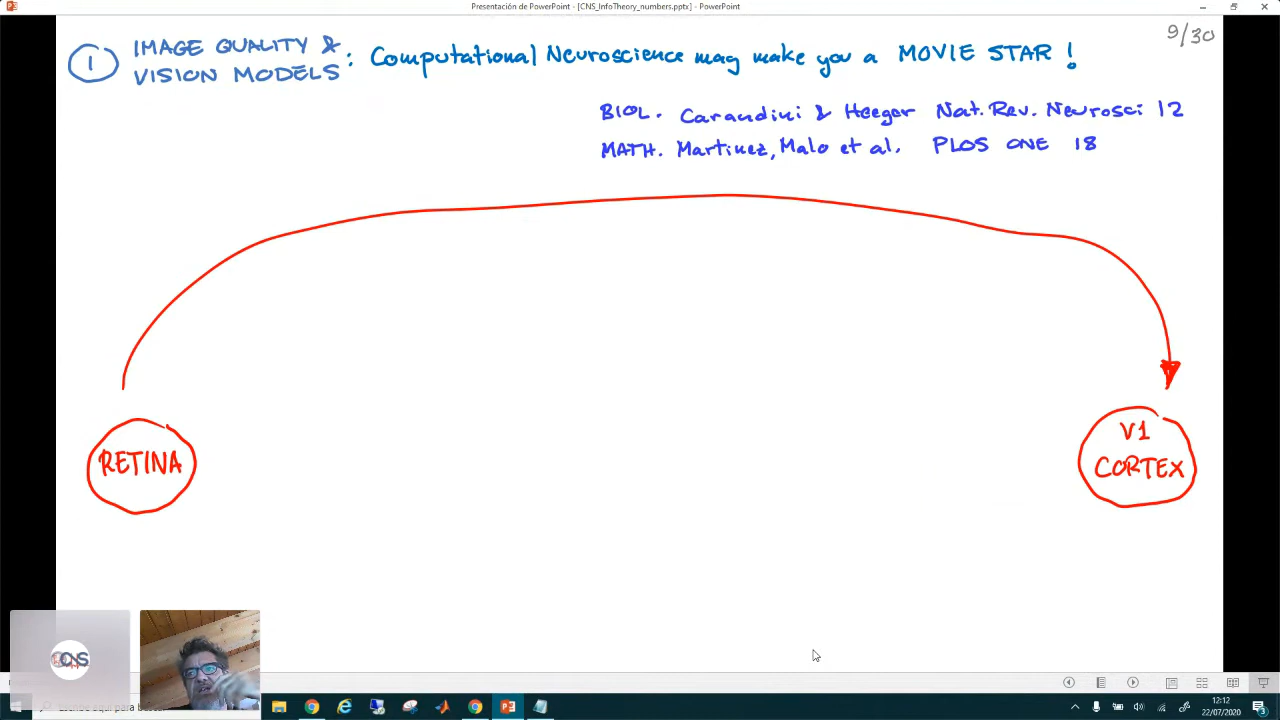 Presentación de PowerPoint - [CNS_InfoTheory_numbers.pptx] - PowerPoint
9/30
1 IMAGE QUALITY &
VISION MODELS : Computational Neuroscience may make you a MOVIE STAR !
BIOL. Carandini & Heeger Nat. Rev. Neurosci 12
MATH. Martinez, Malo et al. PLOS ONE 18
RETINA
V1
CORTEX
CNS
12:12
22/07/2020
3